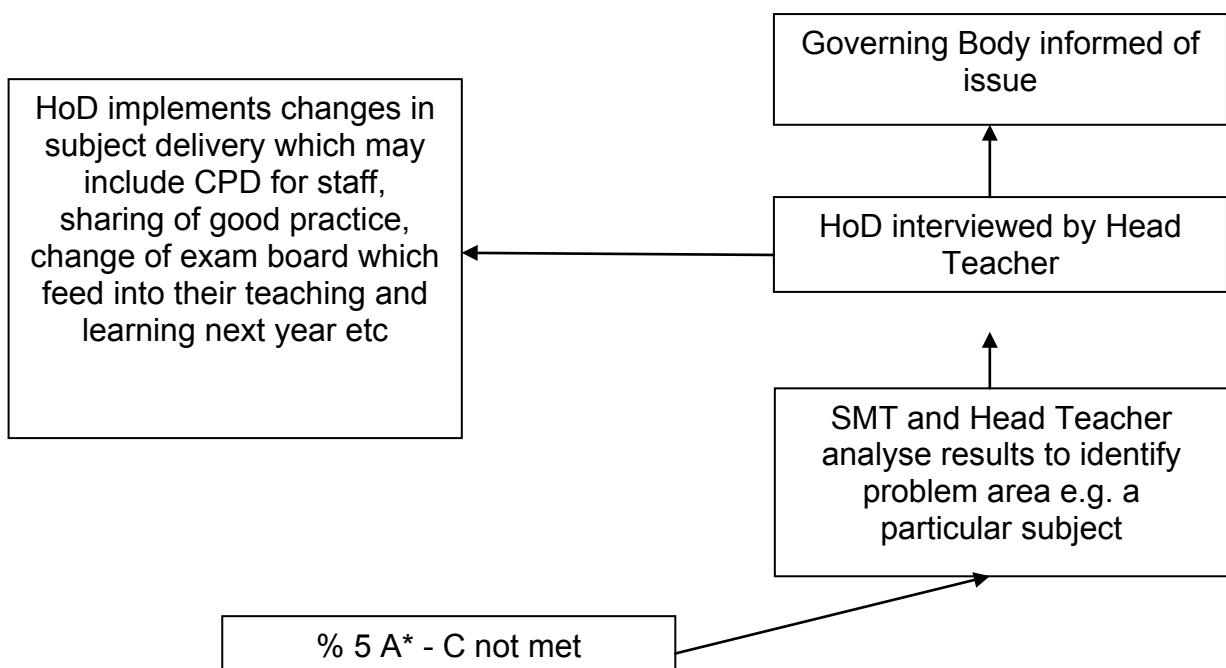 Governing Body informed of
issue
HoD implements changes in
subject delivery which may
include CPD for staff,
sharing of good practice,
change of exam board which
feed into their teaching and
learning next year etc
HoD interviewed by Head
Teacher
SMT and Head Teacher
analyse results to identify
problem area e.g. a
particular subject
% 5 A* - C not met